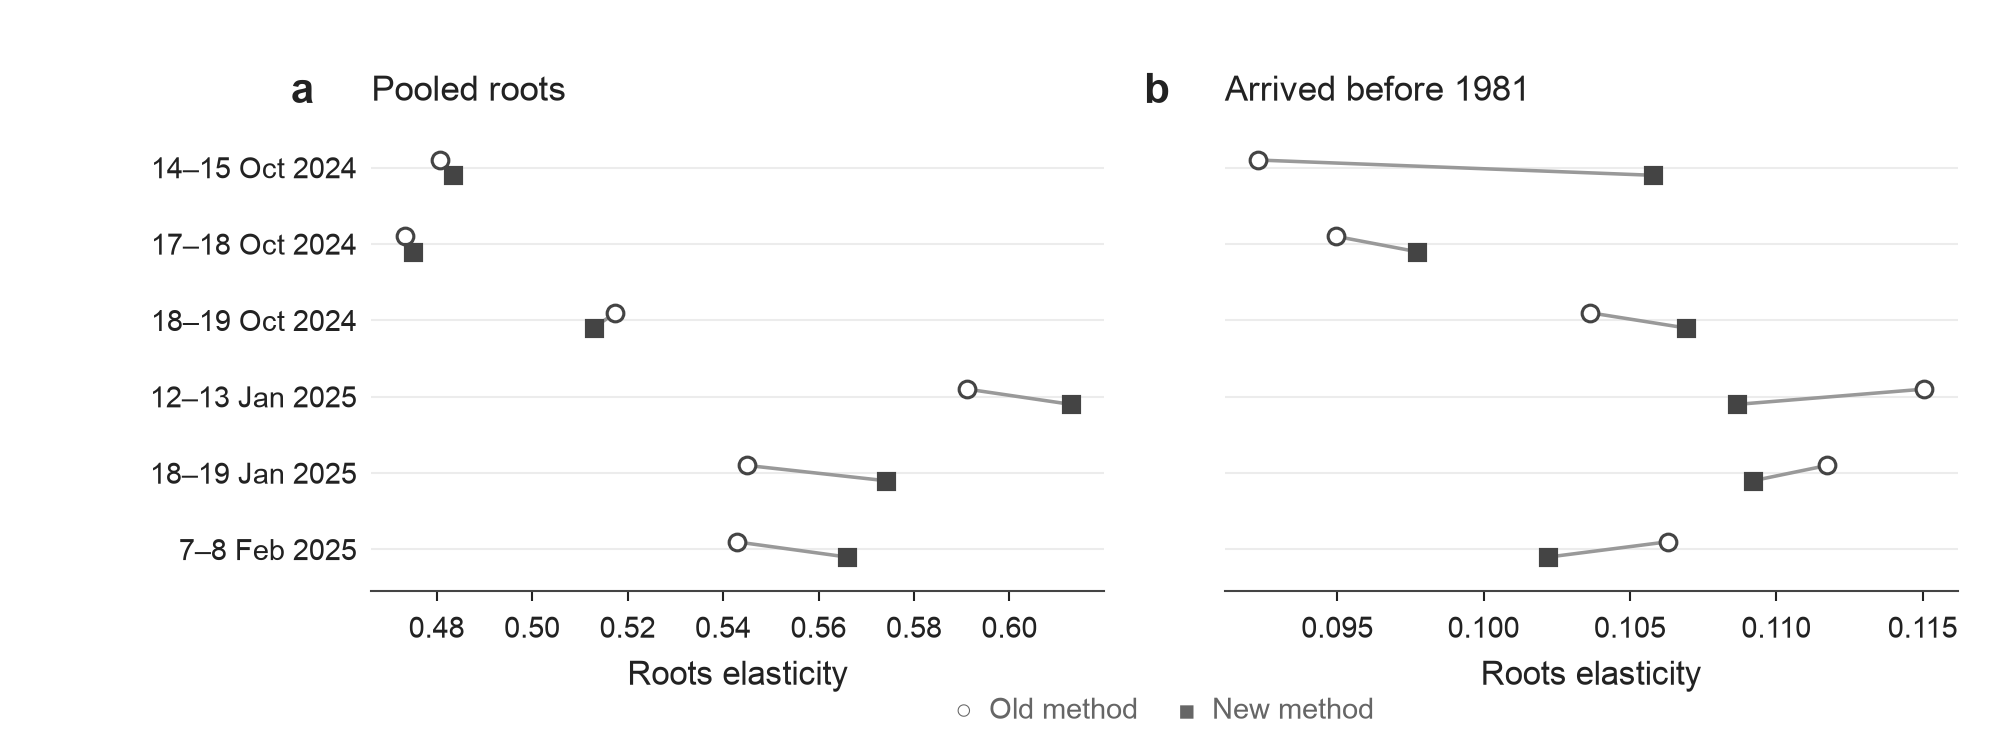 a Pooled roots
14–15 Oct 2024
17–18 Oct 2024
18–19 Oct 2024
12–13 Jan 2025
18–19 Jan 2025
7–8 Feb 2025
0.48 0.50 0.52 0.54 0.56 0.58 0.60
Roots elasticity
b Arrived before 1981
0.095 0.100 0.105 0.110 0.115
Roots elasticity
Old method New method